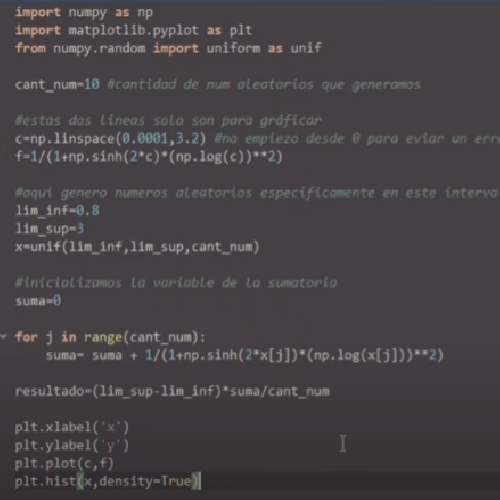 import numpy as np
import matplotlib.pyplot as plt
from numpy.random import uniform as unif
cant_num=10 #cantidad de num aleatorios que generamos
#estas dos lineas solo son para gráficar
c=np.linspace(0.0001,3.2) #no empiezo desde 0 para eviar un erro
f=1/(1+np.sinh(2*c)*(np.log(c))**2)
#aqui genero numeros aleatorios especificamente en este interva
lim_inf=0.8
lim_sup=3
x=unif(lim_inf,lim_sup,cant_num)
#inicializamos la variable de la sumatoria
suma=0
for j in range(cant_num):
suma= suma + 1/(1+np.sinh(2*x[j])*(np.log(x[j]))**2)
resultado=(lim_sup-lim_inf)*suma/cant_num
plt.xlabel('x')
plt.ylabel('y')
plt.plot(c,f)
plt.hist(x,density=True)